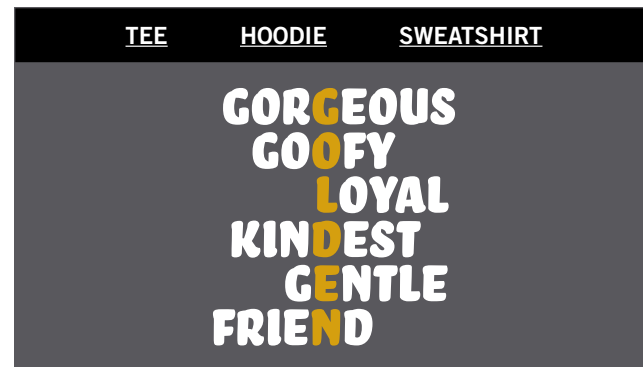 TEE HOODIE SWEATSHIRT
GORGEOUS
GOOFY
LOYAL
KINDEST
GENTLE
FRIEND